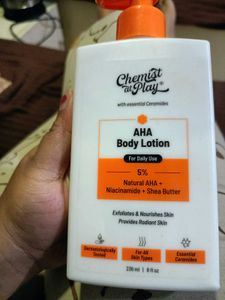 Chemist
at Play
with essential Ceramides
AHA
Body Lotion
For Daily Use
5%
Natural AHA +
Niacinamide + Shea Butter
Exfoliates & Nourishes Skin
Provides Radiant Skin
Dermatologically
Tested
For All
Skin Types
Essential
Ceramides
236 ml | 8 fl oz